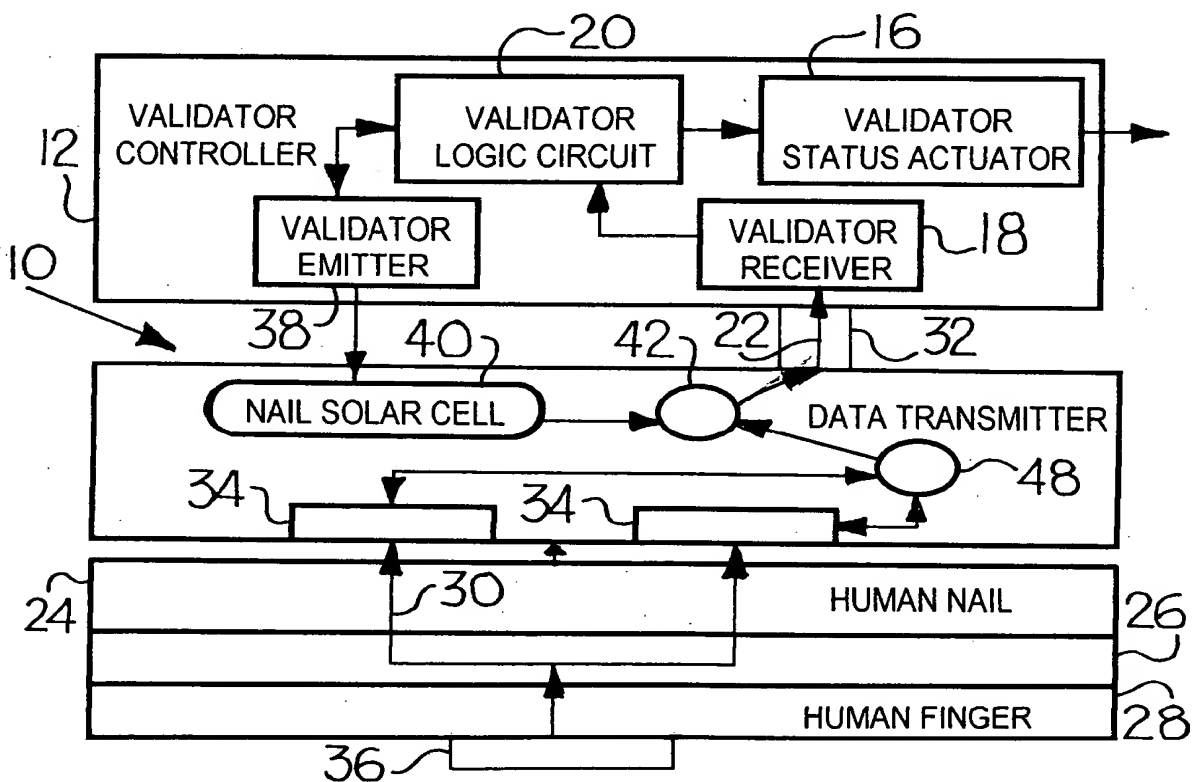 20
16
VALIDATOR
CONTROLLER
VALIDATOR
LOGIC CIRCUIT
VALIDATOR
STATUS ACTUATOR
12
VALIDATOR
EMITTER
VALIDATOR
RECEIVER
18
10
38
40
42
22
32
NAIL SOLAR CELL
DATA TRANSMITTER
48
34
34
24
30
HUMAN NAIL
26
HUMAN FINGER
28
36